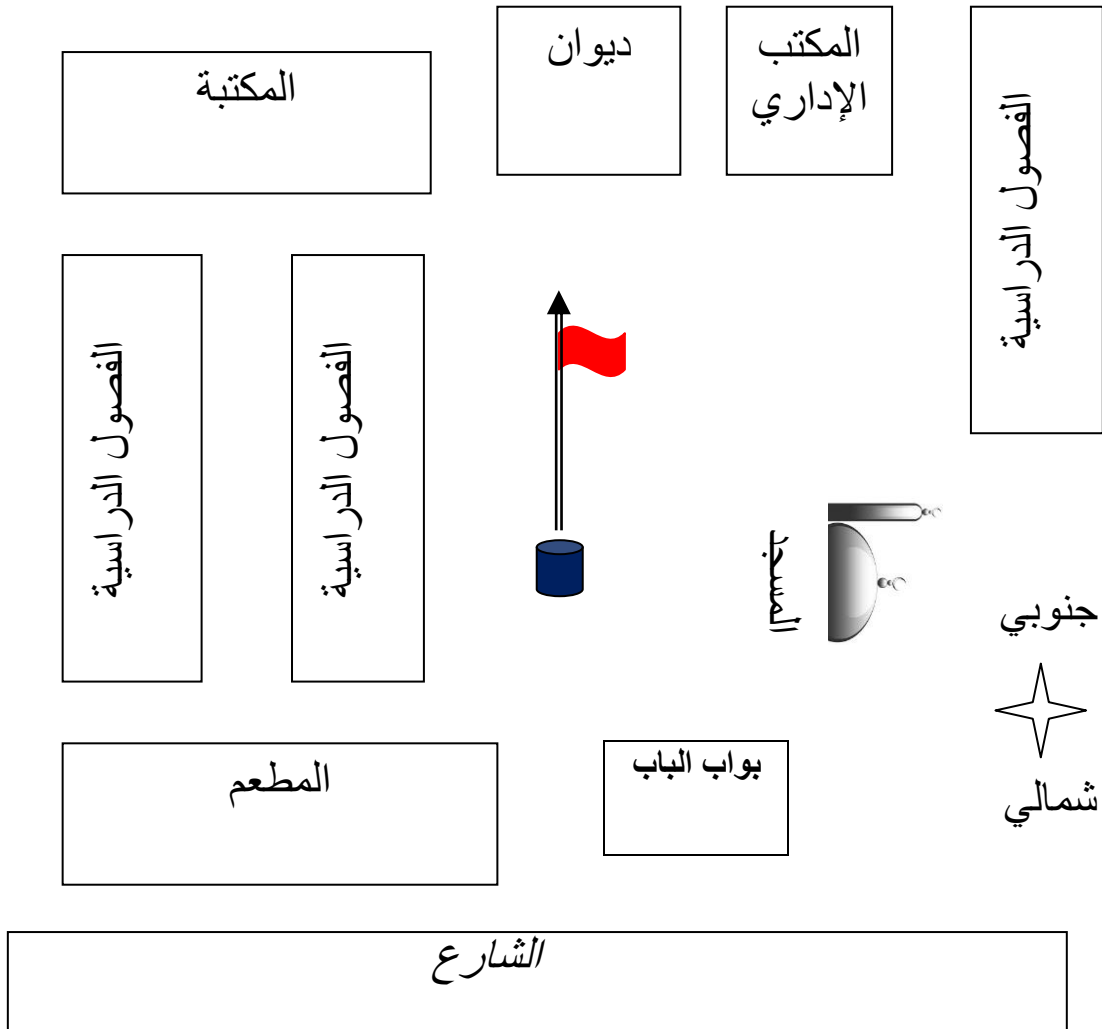 المكتب
الإداري
ديوان
المكتبة
الفصول الدراسية
الفصول الدراسية
الفصول الدراسية
المسجد
جنوبي
شمالي
بواب الباب
المطعم
الشارع